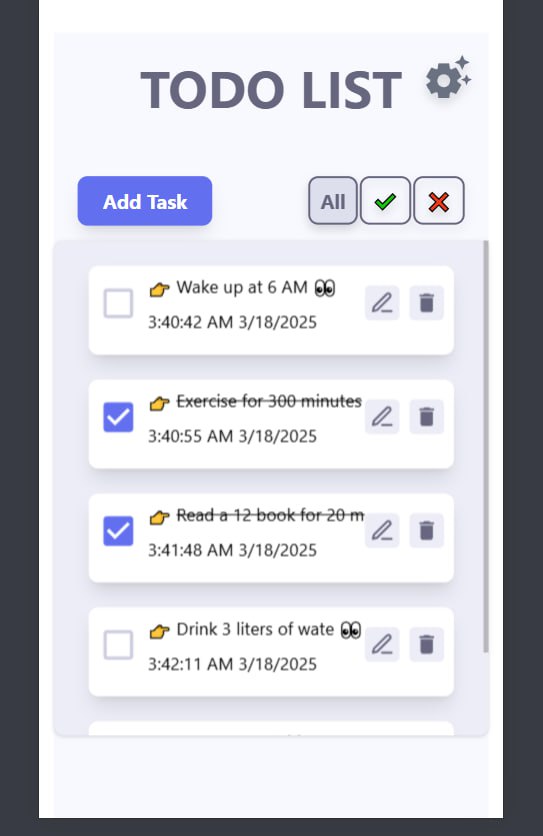 TODO LIST
Add Task
All
👉 Wake up at 6 AM 👀
3:40:42 AM 3/18/2025
👉 Exercise for 300 minutes
3:40:55 AM 3/18/2025
👉 Read a 12 book for 20 m
3:41:48 AM 3/18/2025
👉 Drink 3 liters of wate 👀
3:42:11 AM 3/18/2025